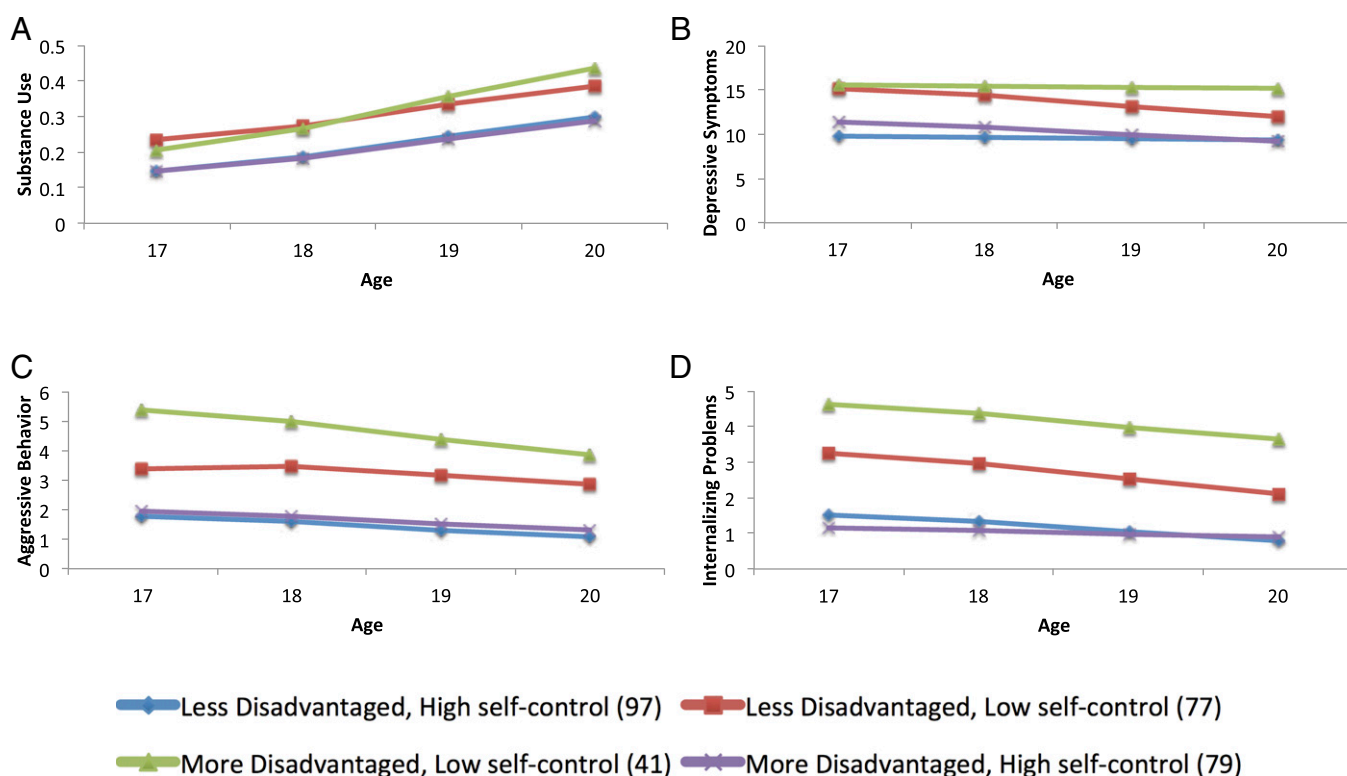 A
Substance Use
0.5
0.4
0.3
0.2
0.1
0
17 18 19 20
Age
B
Depressive Symptoms
20
15
10
5
0
17 18 19 20
Age
C
Aggressive Behavior
6
5
4
3
2
1
0
17 18 19 20
Age
D
Internalizing Problems
5
4
3
2
1
0
17 18 19 20
Age
Less Disadvantaged, High self-control (97) Less Disadvantaged, Low self-control (77)
More Disadvantaged, Low self-control (41) More Disadvantaged, High self-control (79)